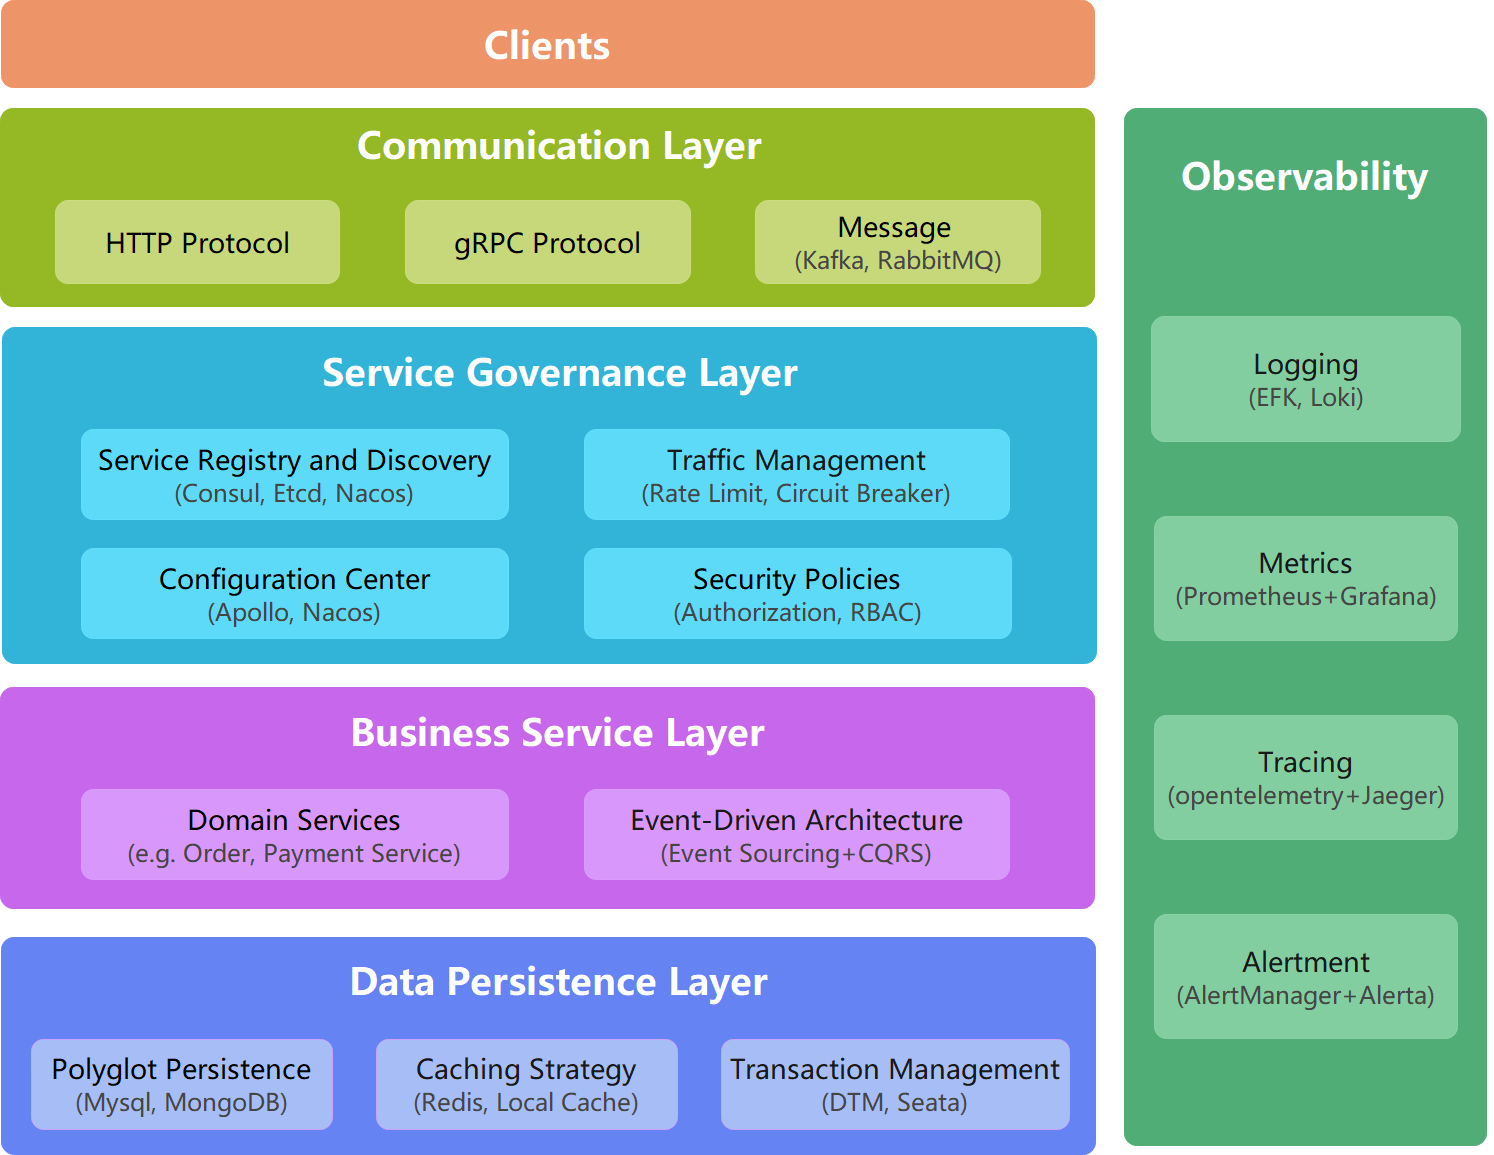 Clients
Communication Layer
HTTP Protocol
gRPC Protocol
Message
(Kafka, RabbitMQ)
Service Governance Layer
Service Registry and Discovery
(Consul, Etcd, Nacos)
Traffic Management
(Rate Limit, Circuit Breaker)
Configuration Center
(Apollo, Nacos)
Security Policies
(Authorization, RBAC)
Business Service Layer
Domain Services
(e.g. Order, Payment Service)
Event-Driven Architecture
(Event Sourcing+CQRS)
Data Persistence Layer
Polyglot Persistence
(Mysql, MongoDB)
Caching Strategy
(Redis, Local Cache)
Transaction Management
(DTM, Seata)
Observability
Logging
(EFK, Loki)
Metrics
(Prometheus+Grafana)
Tracing
(opentelemetry+Jaeger)
Alertment
(AlertManager+Alerta)